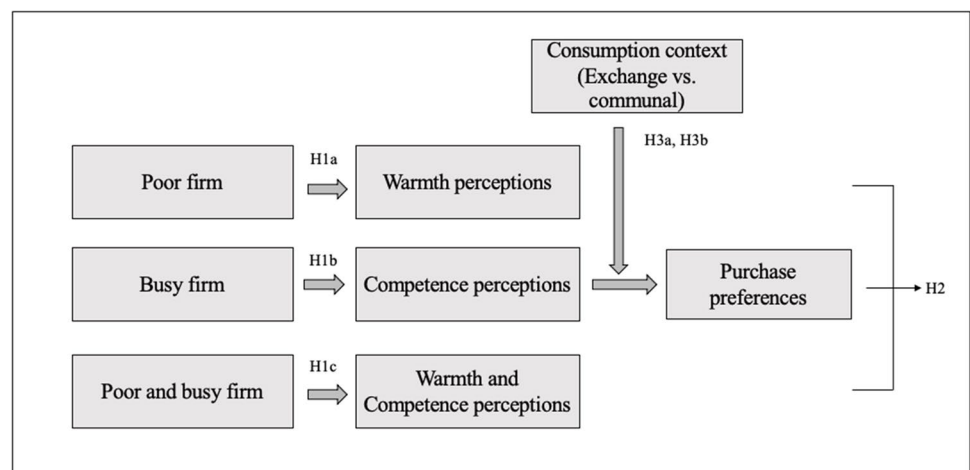 Consumption context
(Exchange vs.
communal)
H3a, H3b
Poor firm
H1a
Warmth perceptions
Busy firm
H1b
Competence perceptions
Purchase
preferences
H2
Poor and busy firm
H1c
Warmth and
Competence perceptions